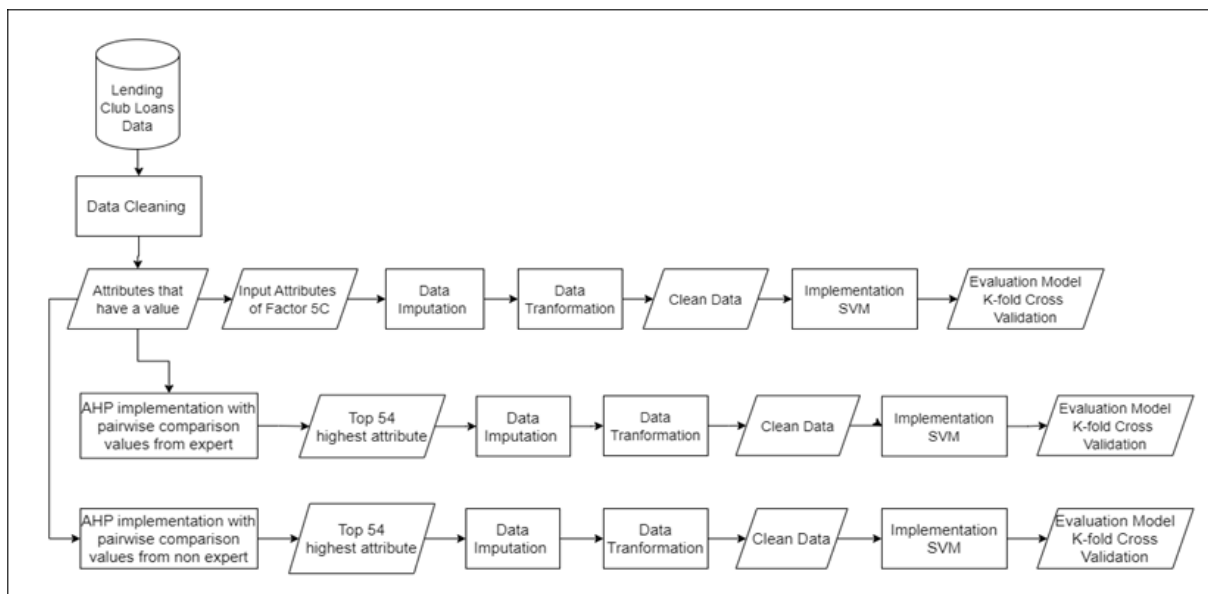 Lending
Club Loans
Data
Data Cleaning
Attributes that
have a value
Input Attributes
of Factor 5C
Data
Imputation
Data
Tranformation
Clean Data
Implementation
SVM
Evaluation Model
K-fold Cross
Validation
AHP implementation with
pairwise comparison
values from expert
Top 54
highest attribute
Data
Imputation
Data
Tranformation
Clean Data
Implementation
SVM
Evaluation Model
K-fold Cross
Validation
AHP implementation with
pairwise comparison
values from non expert
Top 54
highest attribute
Data
Imputation
Data
Tranformation
Clean Data
Implementation
SVM
Evaluation Model
K-fold Cross
Validation